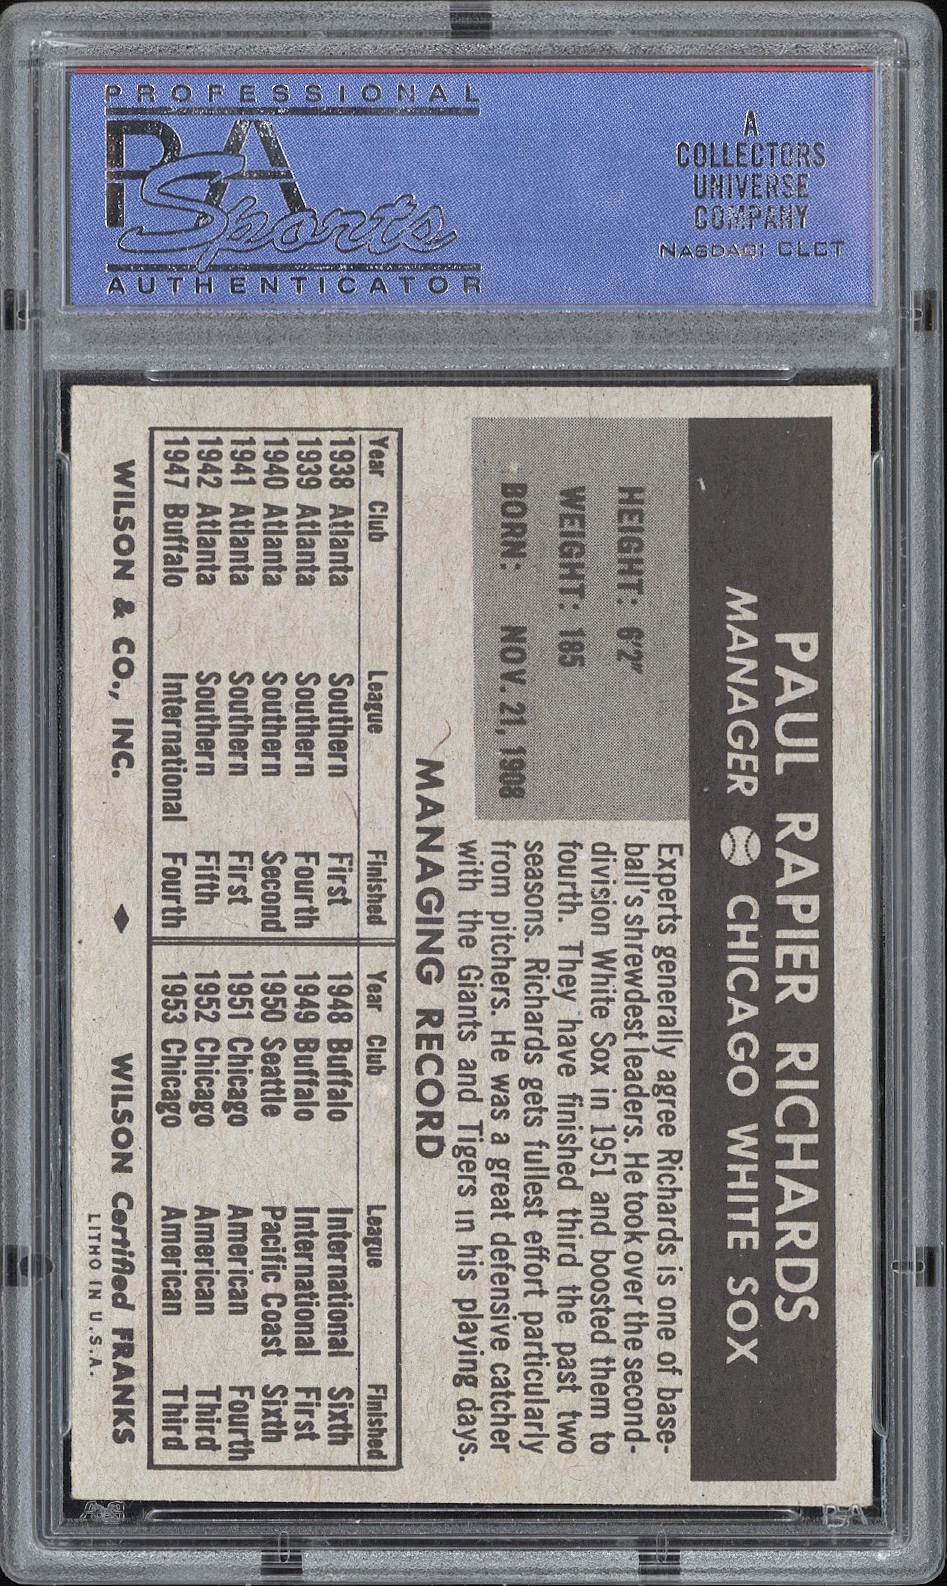 PROFESSIONAL
PSA
Sports
AUTHENTICATOR
A
COLLECTORS
UNIVERSE
COMPANY
NASDAQ: CLCT
PAUL RAPIER RICHARDS
MANAGER CHICAGO WHITE SOX
HEIGHT: 6'2"
WEIGHT: 185
BORN: NOV. 21, 1908
Experts generally agree Richards is one of base-
ball's shrewdest leaders. He took over the second-
division White Sox in 1951 and boosted them to
fourth. They have finished third the past two
seasons. Richards gets fullest effort particularly
from pitchers. He was a great defensive catcher
with the Giants and Tigers in his playing days.
MANAGING RECORD
Year Club League Finished Year Club League Finished
1938 Atlanta Southern First 1948 Buffalo International Sixth
1939 Atlanta Southern Fourth 1949 Buffalo International First
1940 Atlanta Southern Second 1950 Seattle Pacific Coast Sixth
1941 Atlanta Southern First 1951 Chicago American Fourth
1942 Atlanta Southern Fifth 1952 Chicago American Third
1947 Buffalo International Fourth 1953 Chicago American Third
WILSON & CO., INC. ♦ WILSON Certified FRANKS
LITHO IN U.S.A.
PSA